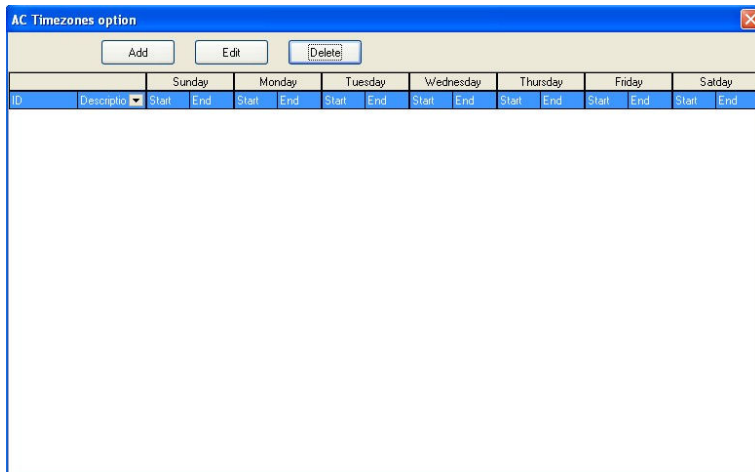 AC Timezones option
Add Edit Delete
Sunday Monday Tuesday Wednesday Thursday Friday Satday
ID Descriptio Start End Start End Start End Start End Start End Start End Start End